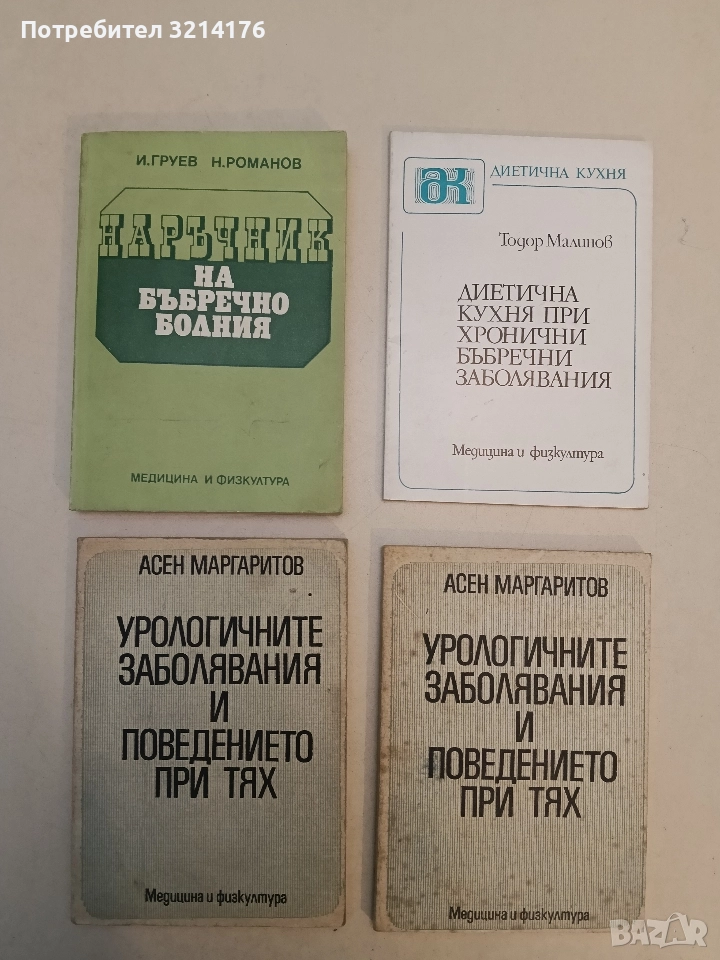 Потребител 3214176
И.ГРУЕВ Н.РОМАНОВ
НАРЪЧНИК
НА
БЪБРЕЧНО
БОЛНИЯ
МЕДИЦИНА И ФИЗКУЛТУРА
ДК ДИЕТИЧНА КУХНЯ
Тодор Малинов
ДИЕТИЧНА
КУХНЯ ПРИ
ХРОНИЧНИ
БЪБРЕЧНИ
ЗАБОЛЯВАНИЯ
Медицина и физкултура
АСЕН МАРГАРИТОВ
УРОЛОГИЧНИТЕ
ЗАБОЛЯВАНИЯ
И
ПОВЕДЕНИЕТО
ПРИ ТЯХ
Медицина и физкултура
АСЕН МАРГАРИТОВ
УРОЛОГИЧНИТЕ
ЗАБОЛЯВАНИЯ
И
ПОВЕДЕНИЕТО
ПРИ ТЯХ
Медицина и физкултура
BAZAR